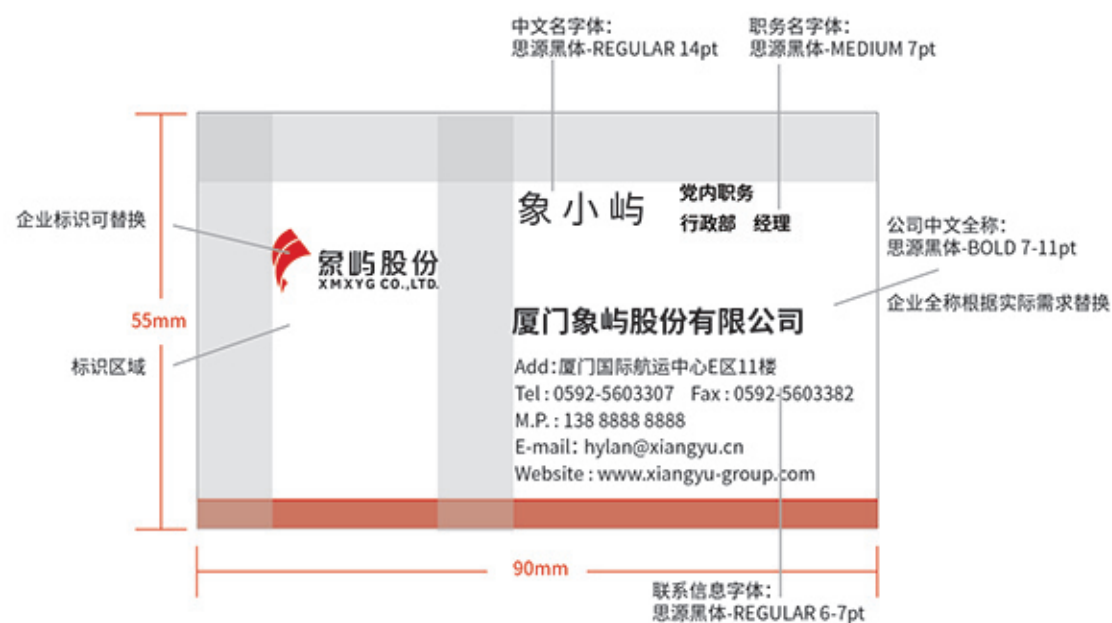 中文名字体：
思源黑体-REGULAR 14pt
职务名字体：
思源黑体-MEDIUM 7pt
企业标识可替换
象小屿
党内职务
行政部 经理
公司中文全称：
思源黑体-BOLD 7-11pt
象屿股份
XMXYG CO.,LTD.
企业全称根据实际需求替换
55mm
厦门象屿股份有限公司
标识区域
Add：厦门国际航运中心E区11楼
Tel : 0592-5603307 Fax : 0592-5603382
M.P. : 138 8888 8888
E-mail：hylan@xiangyu.cn
Website : www.xiangyu-group.com
90mm
联系信息字体：
思源黑体-REGULAR 6-7pt